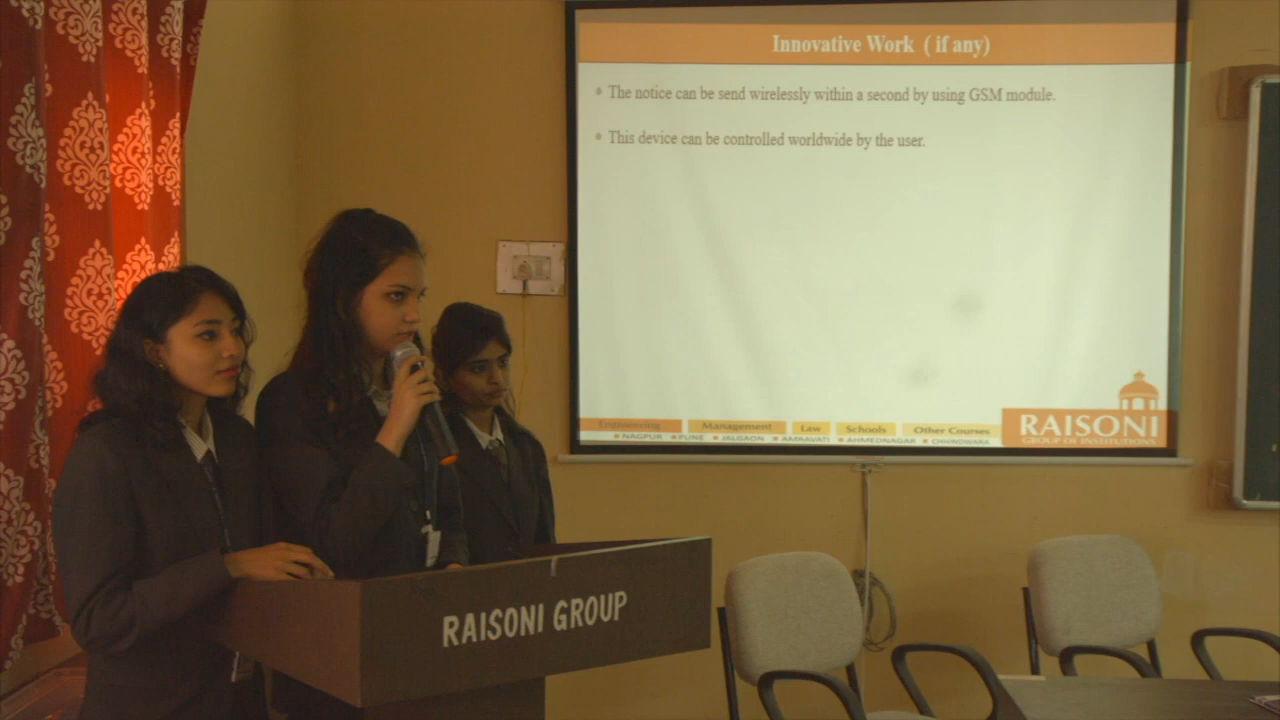 Innovative Work ( if any)
The notice can be send wirelessly within a second by using GSM module.
This device can be controlled worldwide by the user.
Engineering Management Law Schools Other Courses
NAGPUR PUNE JALGAON AMRAVATI AHMEDNAGAR CHHINDWARA
RAISONI
GROUP OF INSTITUTIONS
RAISONI GROUP